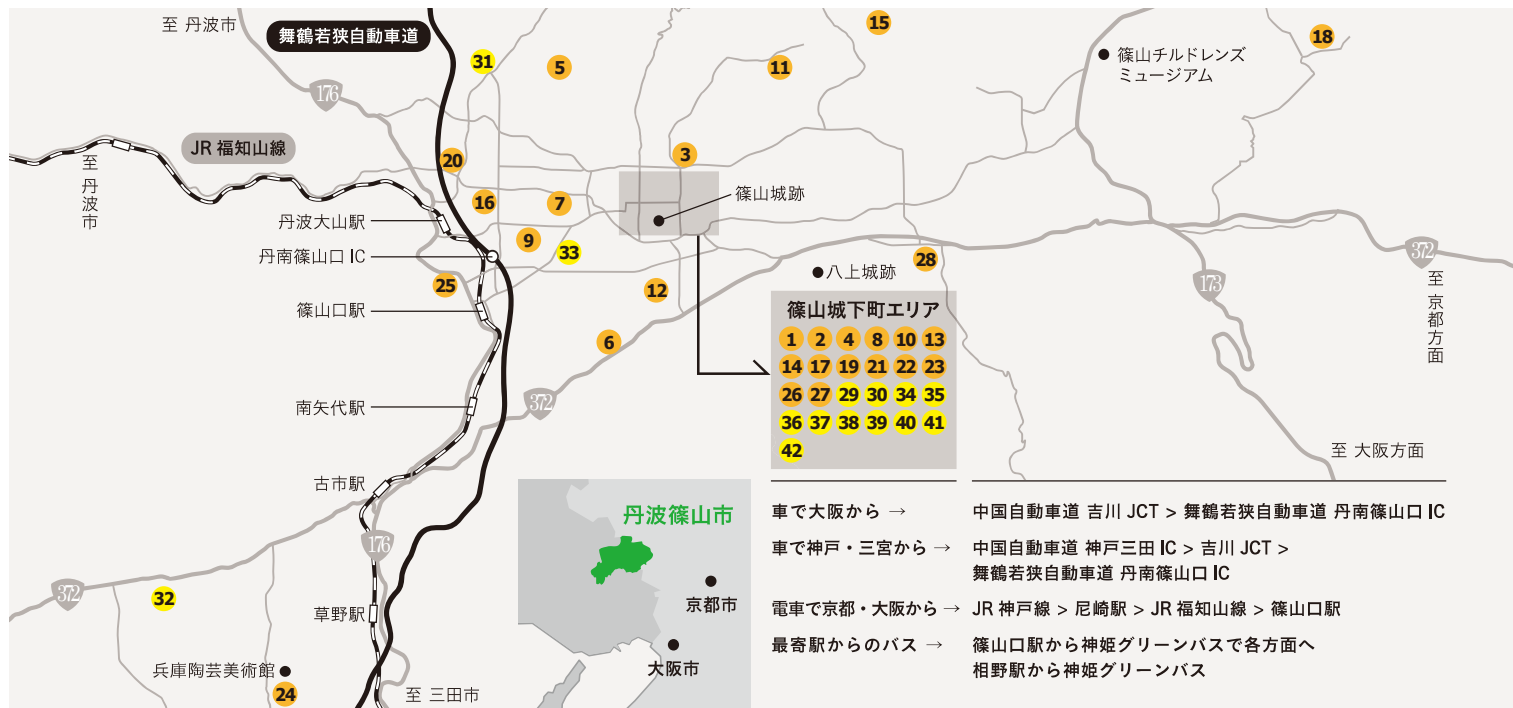 至 丹波市
舞鶴若狭自動車道
15
18
31
5
11
篠山チルドレンズ
ミュージアム
176
JR 福知山線
20
3
至 丹波市
16
7
篠山城跡
丹波大山駅
9
33
丹南篠山口 IC
25
12
八上城跡
28
372
173
至 京都方面
篠山口駅
6
篠山城下町エリア
1 2 4 8 10 13
14 17 19 21 22 23
26 27 29 30 34 35
36 37 38 39 40 41
42
南矢代駅
372
至 大阪方面
古市駅
176
372
32
草野駅
兵庫陶芸美術館
24
至 三田市
丹波篠山市
京都市
大阪市
車で大阪から → 中国自動車道 吉川 JCT > 舞鶴若狭自動車道 丹南篠山口 IC
車で神戸・三宮から → 中国自動車道 神戸三田 IC > 吉川 JCT >
舞鶴若狭自動車道 丹南篠山口 IC
電車で京都・大阪から → JR 神戸線 > 尼崎駅 > JR 福知山線 > 篠山口駅
最寄駅からのバス → 篠山口駅から神姫グリーンバスで各方面へ
相野駅から神姫グリーンバス